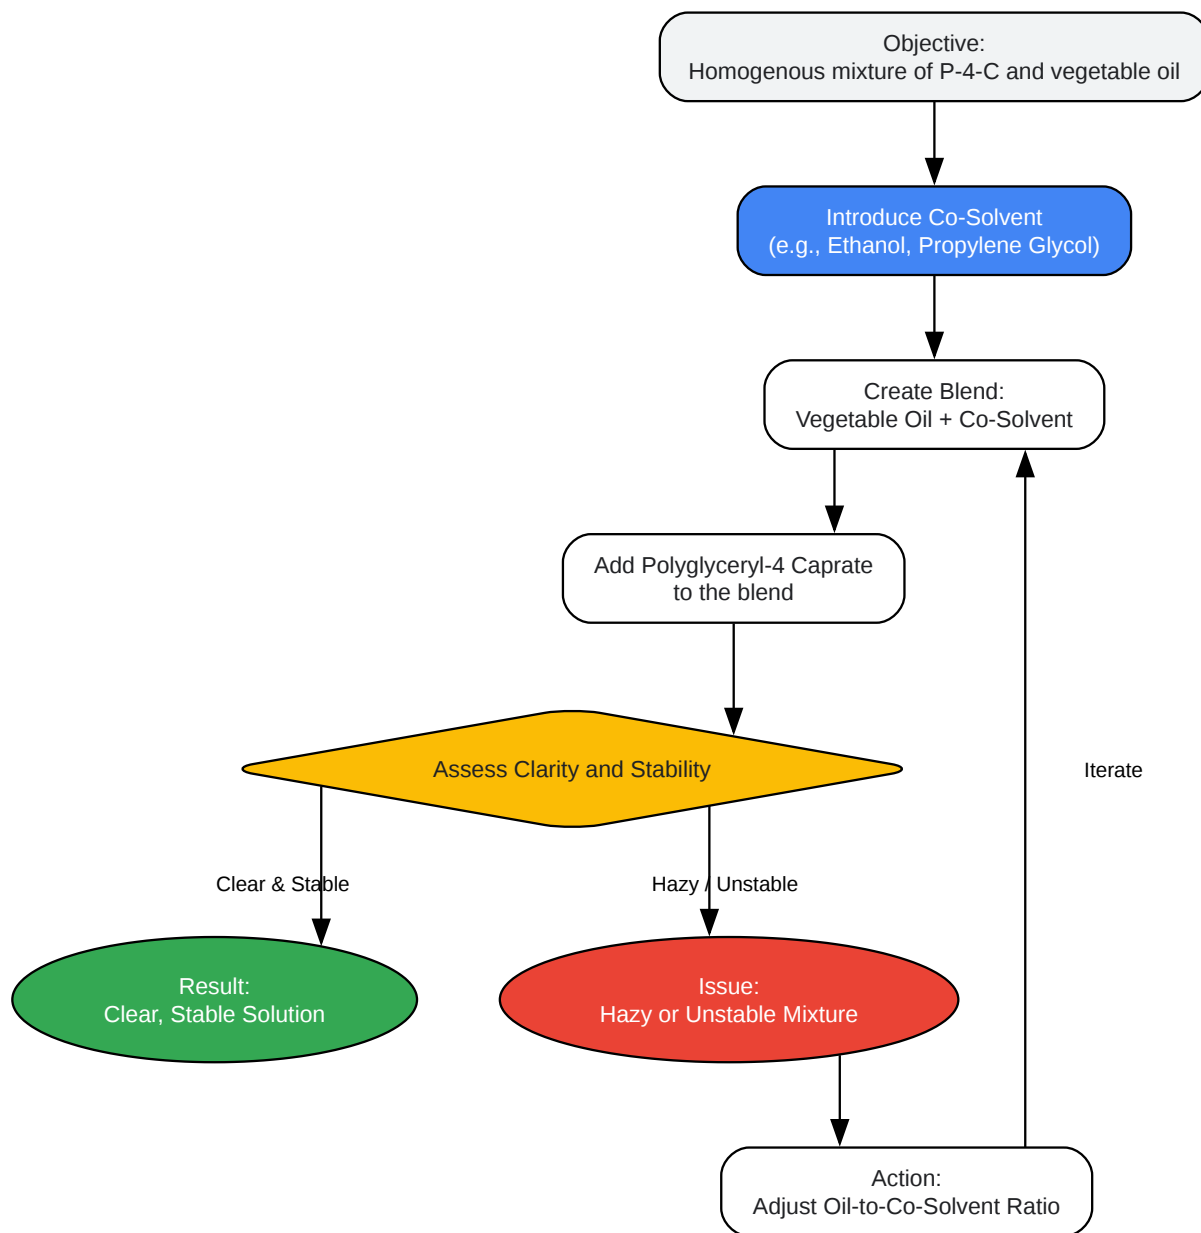 Objective:
Homogenous mixture of P-4-C and vegetable oil
Introduce Co-Solvent
(e.g., Ethanol, Propylene Glycol)
Create Blend:
Vegetable Oil + Co-Solvent
Add Polyglyceryl-4 Caprate
to the blend
Assess Clarity and Stability
Iterate
Clear & Stable
Hazy / Unstable
Result:
Clear, Stable Solution
Issue:
Hazy or Unstable Mixture
Action:
Adjust Oil-to-Co-Solvent Ratio